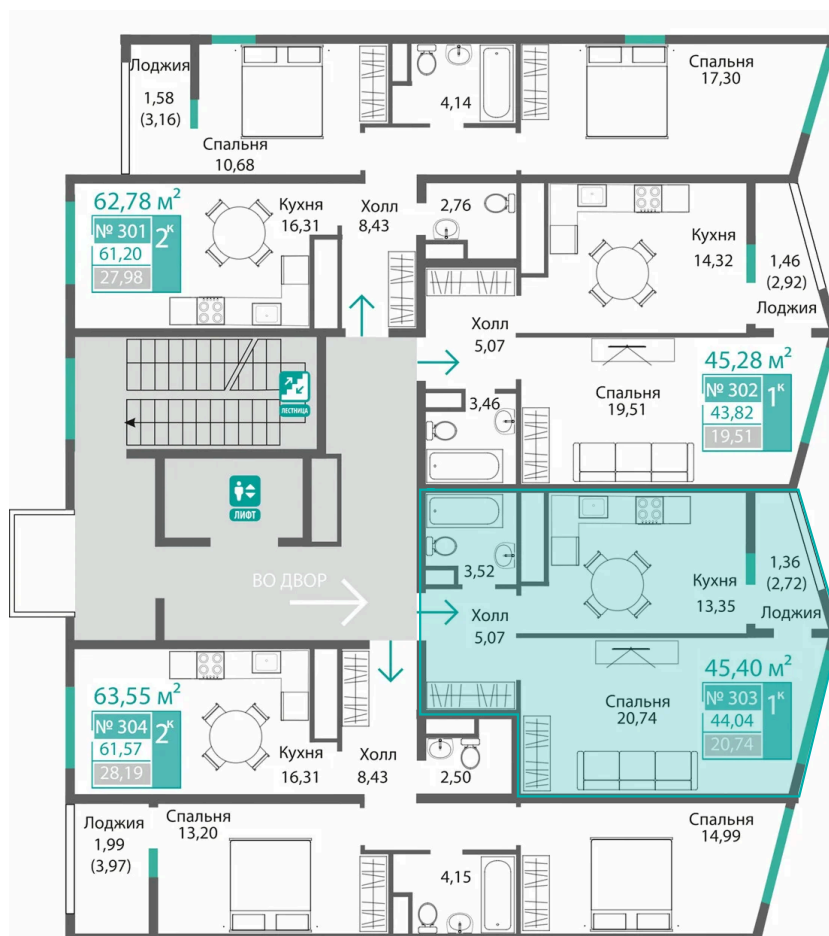 Лоджия
1,58
(3,16)
Спальня
10,68
4,14
Спальня
17,30
62,78 м²
№ 301
2ᴷ
61,20
27,98
Кухня
16,31
Холл
8,43
2,76
Кухня
14,32
1,46
(2,92)
Лоджия
Холл
5,07
45,28 м²
№ 302
1ᴷ
43,82
19,51
Спальня
19,51
3,46
ЛЕСТНИЦА
ЛИФТ
ВО ДВОР
3,52
Кухня
13,35
1,36
(2,72)
Лоджия
Холл
5,07
45,40 м²
№ 303
1ᴷ
44,04
20,74
Спальня
20,74
63,55 м²
№ 304
2ᴷ
61,57
28,19
Кухня
16,31
Холл
8,43
2,50
Лоджия
1,99
(3,97)
Спальня
13,20
4,15
Спальня
14,99